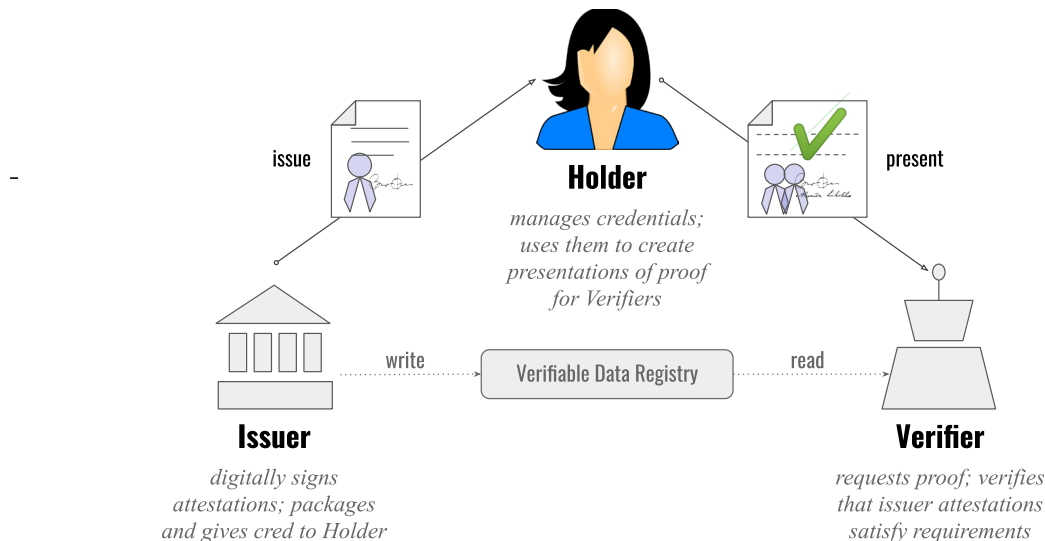 issue
present
Holder
manages credentials;
uses them to create
presentations of proof
for Verifiers
write
Verifiable Data Registry
read
Issuer
digitally signs
attestations; packages
and gives cred to Holder
Verifier
requests proof; verifies
that issuer attestations
satisfy requirements